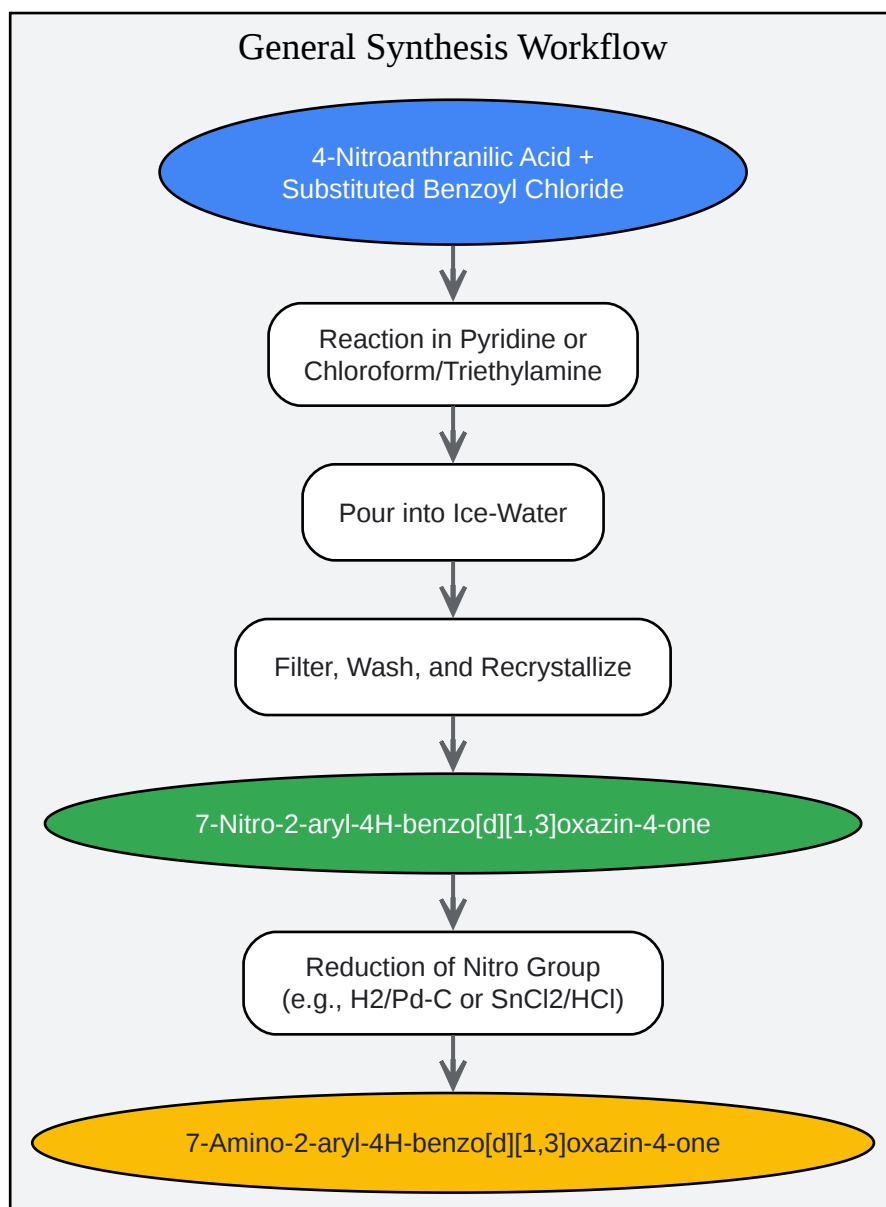 General Synthesis Workflow
4-Nitroanthranilic Acid +
Substituted Benzoyl Chloride
Reaction in Pyridine or
Chloroform/Triethylamine
Pour into Ice-Water
Filter, Wash, and Recrystallize
7-Nitro-2-aryl-4H-benzo[d][1,3]oxazin-4-one
Reduction of Nitro Group
(e.g., H2/Pd-C or SnCl2/HCl)
7-Amino-2-aryl-4H-benzo[d][1,3]oxazin-4-one